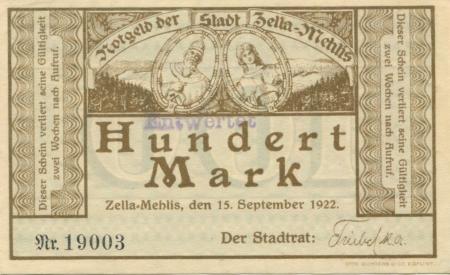 Notgeld der Stadt Zella-Mehlis
Dieser Schein verliert seine Gültigkeit
zwei Wochen nach Aufruf.
Entwertet
Hundert
Mark
Zella-Mehlis, den 15. September 1922.
Nr. 19003
Der Stadtrat:
Dieser Schein verliert seine Gültigkeit
zwei Wochen nach Aufruf.